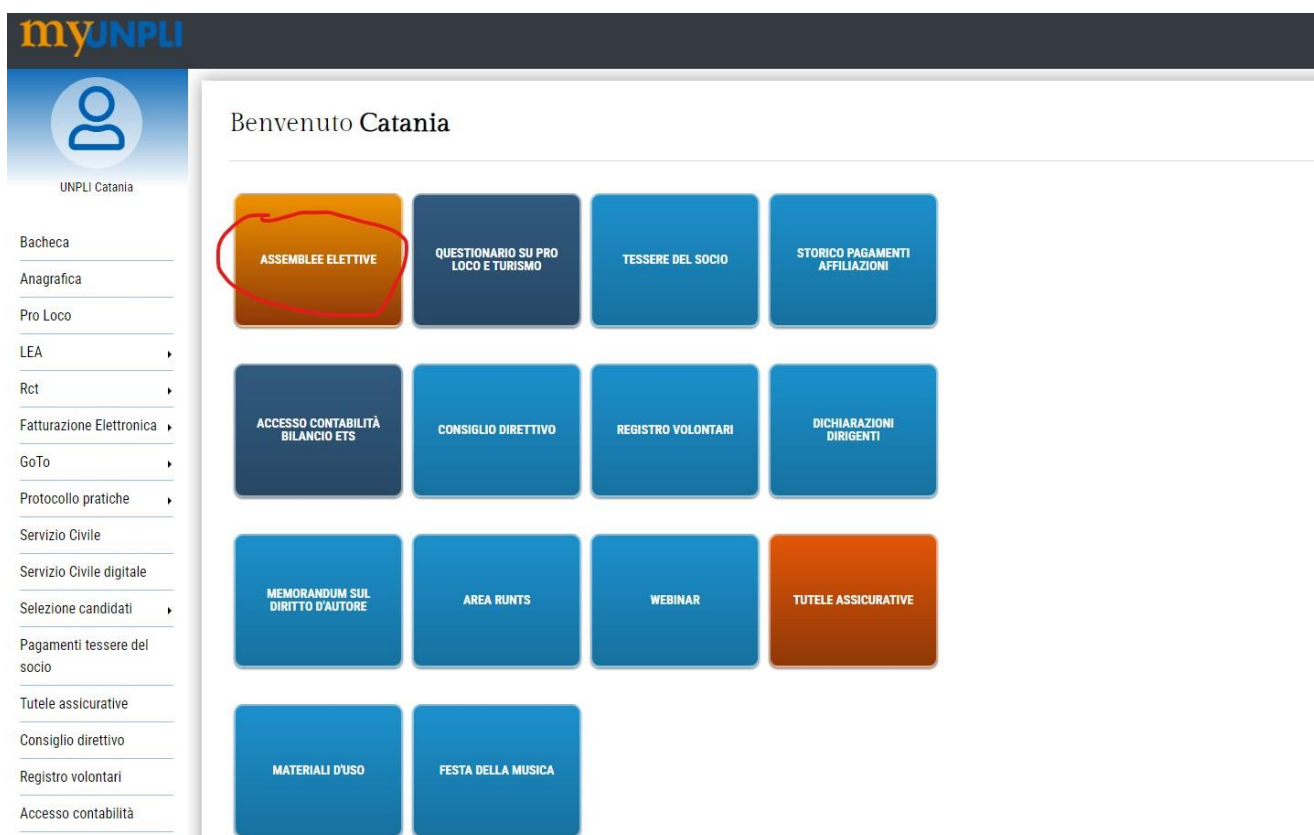 myUNPLI
UNPLI Catania
Bacheca
Anagrafica
Pro Loco
LEA
Rct
Fatturazione Elettronica
GoTo
Protocollo pratiche
Servizio Civile
Servizio Civile digitale
Selezione candidati
Pagamenti tessere del
socio
Tutele assicurative
Consiglio direttivo
Registro volontari
Accesso contabilità
Benvenuto Catania
ASSEMBLEE ELETTIVE
QUESTIONARIO SU PRO
LOCO E TURISMO
TESSERE DEL SOCIO
STORICO PAGAMENTI
AFFILIAZIONI
ACCESSO CONTABILITÀ
BILANCIO ETS
CONSIGLIO DIRETTIVO
REGISTRO VOLONTARI
DICHIARAZIONI
DIRIGENTI
MEMORANDUM SUL
DIRITTO D'AUTORE
AREA RUNTS
WEBINAR
TUTELE ASSICURATIVE
MATERIALI D'USO
FESTA DELLA MUSICA